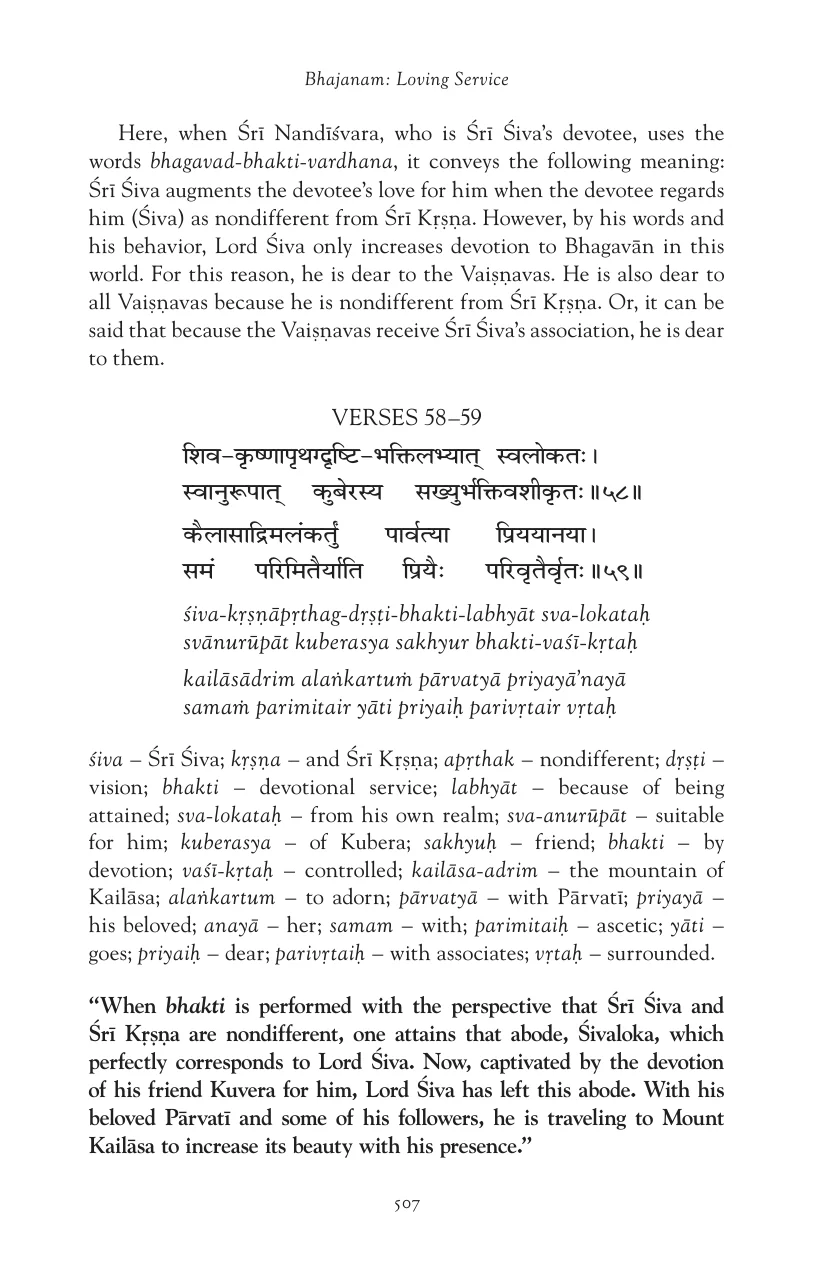 Bhajanam: Loving Service
Here, when Śrī Nandīśvara, who is Śrī Śiva’s devotee, uses the
words bhagavad-bhakti-vardhana, it conveys the following meaning:
Śrī Śiva augments the devotee’s love for him when the devotee regards
him (Śiva) as nondifferent from Śrī Kṛṣṇa. However, by his words and
his behavior, Lord Śiva only increases devotion to Bhagavān in this
world. For this reason, he is dear to the Vaiṣṇavas. He is also dear to
all Vaiṣṇavas because he is nondifferent from Śrī Kṛṣṇa. Or, it can be
said that because the Vaiṣṇavas receive Śrī Śiva’s association, he is dear
to them.
VERSES 58–59
शिव-कृष्णापृथग्दृष्टि-भक्तिलभ्यात् स्वलोकतः।
स्वानुरूपात् कुबेरस्य सख्युर्भक्तिवशीकृतः॥५८॥
कैलासाद्रिमलंकर्तुं पार्वत्या प्रिययानया।
समं परिमितैर्याति प्रियैः परिवृतैर्वृतः॥५९॥
śiva-kṛṣṇāpṛthag-dṛṣṭi-bhakti-labhyāt sva-lokataḥ
svānurūpāt kuberasya sakhyur bhakti-vaśī-kṛtaḥ
kailāsādrim alaṅkartuṁ pārvatyā priyayā’nayā
samaṁ parimitair yāti priyaiḥ parivṛtair vṛtaḥ
śiva – Śrī Śiva; kṛṣṇa – and Śrī Kṛṣṇa; apṛthak – nondifferent; dṛṣṭi –
vision; bhakti – devotional service; labhyāt – because of being
attained; sva-lokataḥ – from his own realm; sva-anurūpāt – suitable
for him; kuberasya – of Kubera; sakhyuḥ – friend; bhakti – by
devotion; vaśī-kṛtaḥ – controlled; kailāsa-adrim – the mountain of
Kailāsa; alaṅkartum – to adorn; pārvatyā – with Pārvatī; priyayā –
his beloved; anayā – her; samam – with; parimitaiḥ – ascetic; yāti –
goes; priyaiḥ – dear; parivṛtaiḥ – with associates; vṛtaḥ – surrounded.
“When bhakti is performed with the perspective that Śrī Śiva and
Śrī Kṛṣṇa are nondifferent, one attains that abode, Śivaloka, which
perfectly corresponds to Lord Śiva. Now, captivated by the devotion
of his friend Kuvera for him, Lord Śiva has left this abode. With his
beloved Pārvatī and some of his followers, he is traveling to Mount
Kailāsa to increase its beauty with his presence.”
507